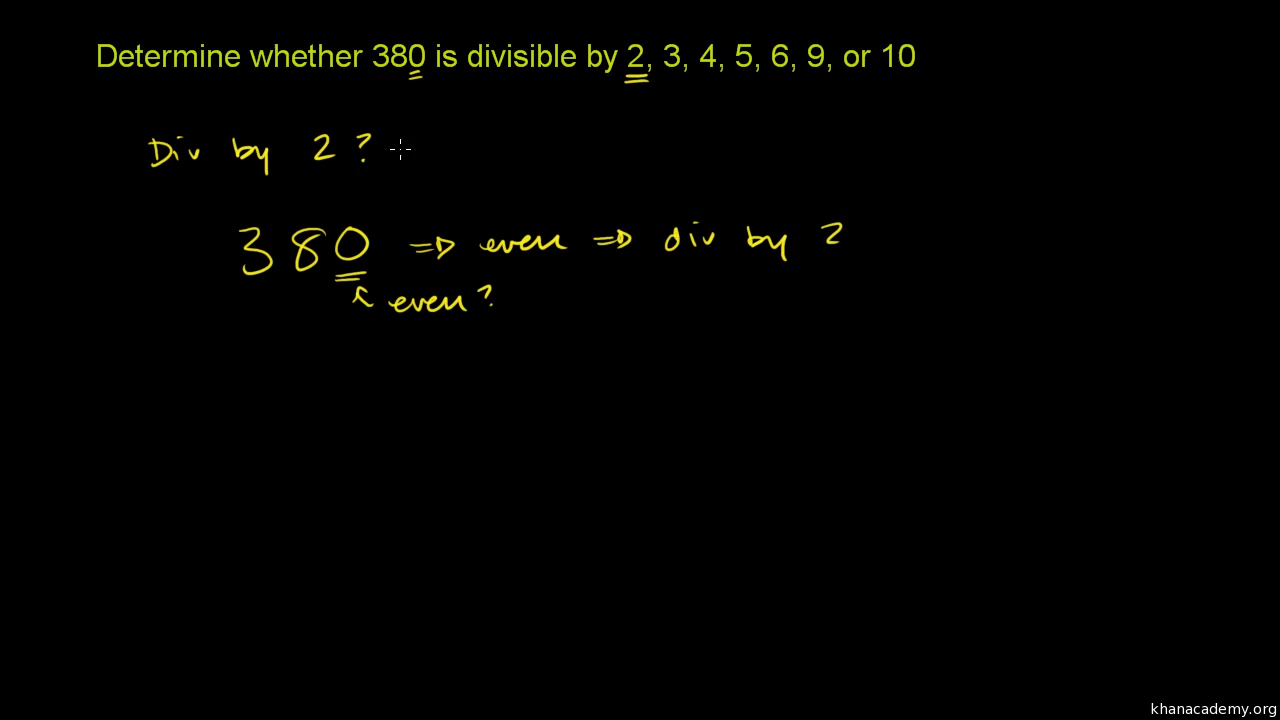 Determine whether 380 is divisible by 2, 3, 4, 5, 6, 9, or 10
Div by 2?
380 ⇒ even ⇒ div by 2
↖ even?
khanacademy.org